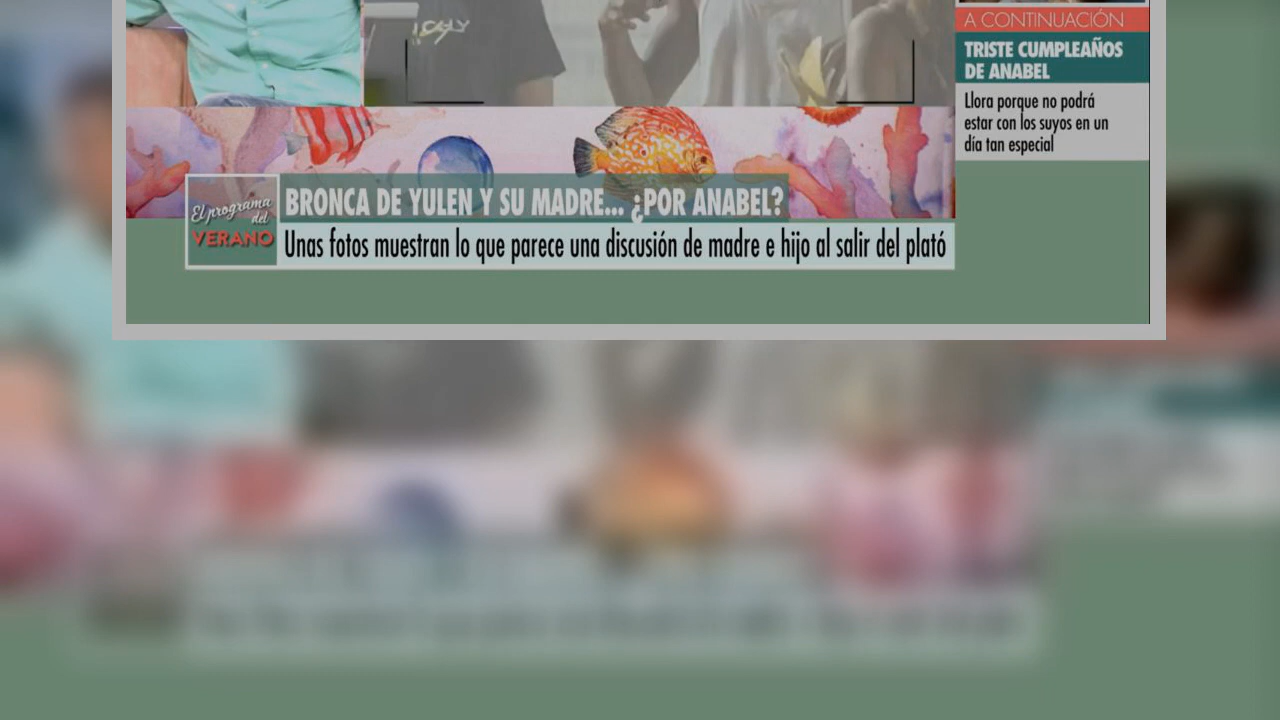 A CONTINUACIÓN
TRISTE CUMPLEAÑOS
DE ANABEL
Llora porque no podrá
estar con los suyos en un
día tan especial
El programa
del
VERANO
BRONCA DE YULEN Y SU MADRE... ¿POR ANABEL?
Unas fotos muestran lo que parece una discusión de madre e hijo al salir del plató